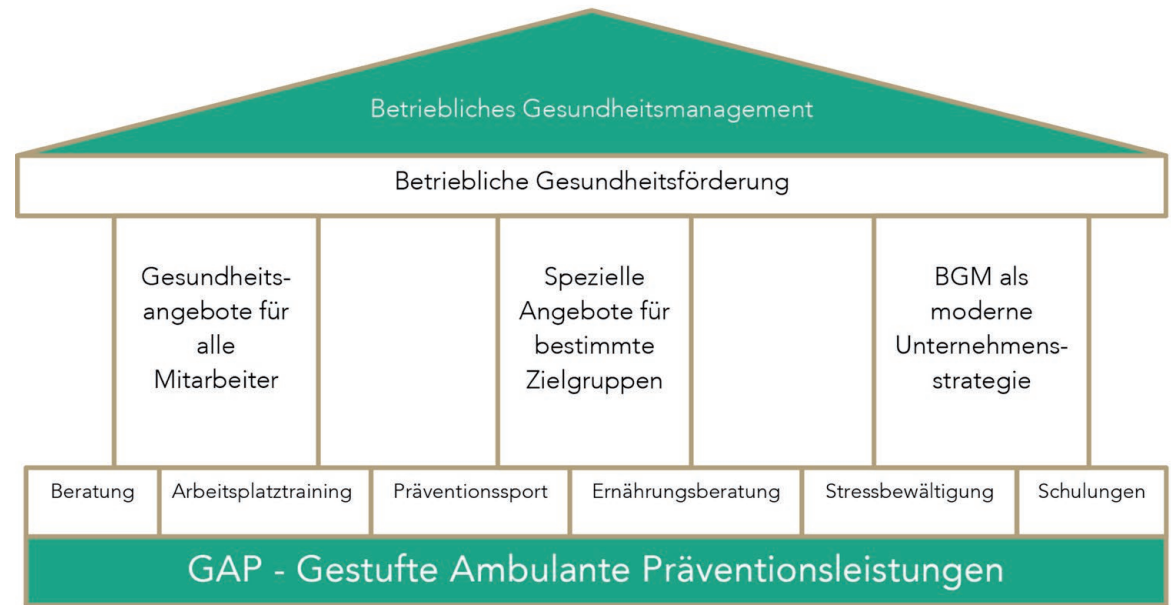 Betriebliches Gesundheitsmanagement
Betriebliche Gesundheitsförderung
Gesundheits-
angebote für
alle
Mitarbeiter
Spezielle
Angebote für
bestimmte
Zielgruppen
BGM als
moderne
Unternehmens-
strategie
Beratung
Arbeitsplatztraining
Präventionssport
Ernährungsberatung
Stressbewältigung
Schulungen
GAP - Gestufte Ambulante Präventionsleistungen